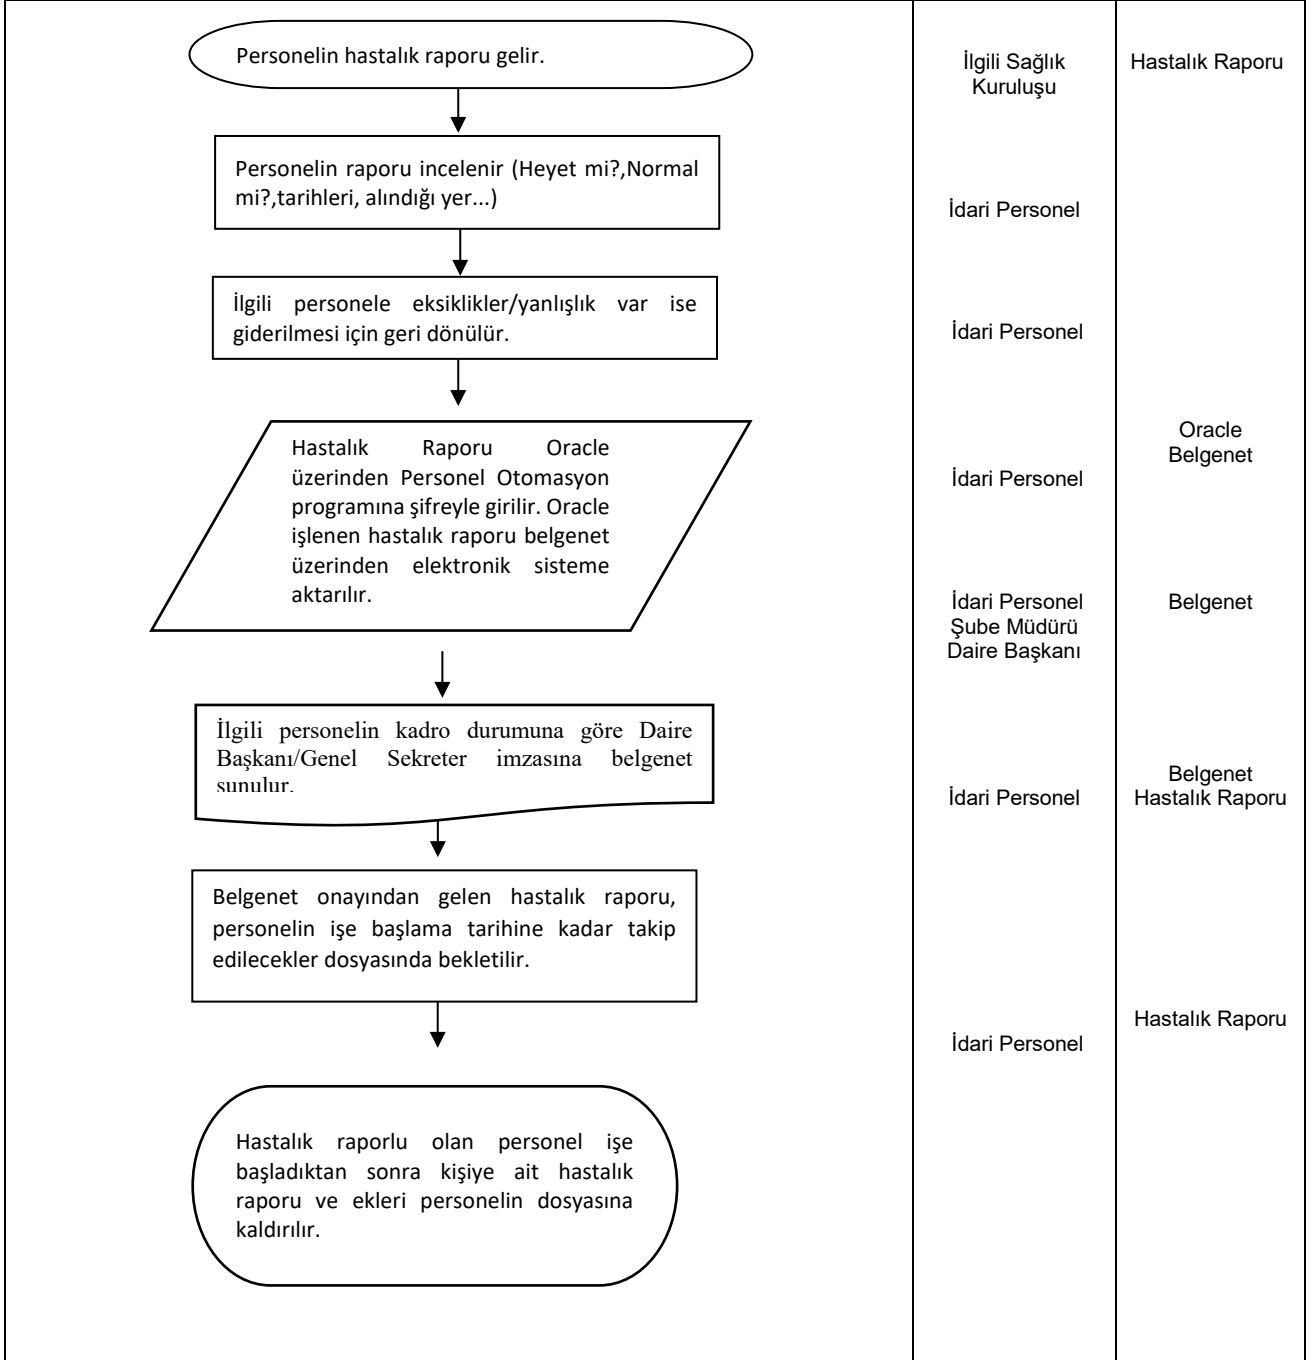 Personelin hastalık raporu gelir.
İlgili Sağlık
Kuruluşu
Hastalık Raporu
Personelin raporu incelenir (Heyet mi?,Normal
mi?,tarihleri, alındığı yer...)
İdari Personel
İlgili personele eksiklikler/yanlışlık var ise
giderilmesi için geri dönülür.
İdari Personel
Hastalık Raporu Oracle
üzerinden Personel Otomasyon
programına şifreyle girilir. Oracle
işlenen hastalık raporu belgenet
üzerinden elektronik sisteme
aktarılır.
İdari Personel
Oracle
Belgenet
İdari Personel
Şube Müdürü
Daire Başkanı
Belgenet
İlgili personelin kadro durumuna göre Daire
Başkanı/Genel Sekreter imzasına belgenet
sunulur.
İdari Personel
Belgenet
Hastalık Raporu
Belgenet onayından gelen hastalık raporu,
personelin işe başlama tarihine kadar takip
edilecekler dosyasında bekletilir.
İdari Personel
Hastalık Raporu
Hastalık raporlu olan personel işe
başladıktan sonra kişiye ait hastalık
raporu ve ekleri personelin dosyasına
kaldırılır.